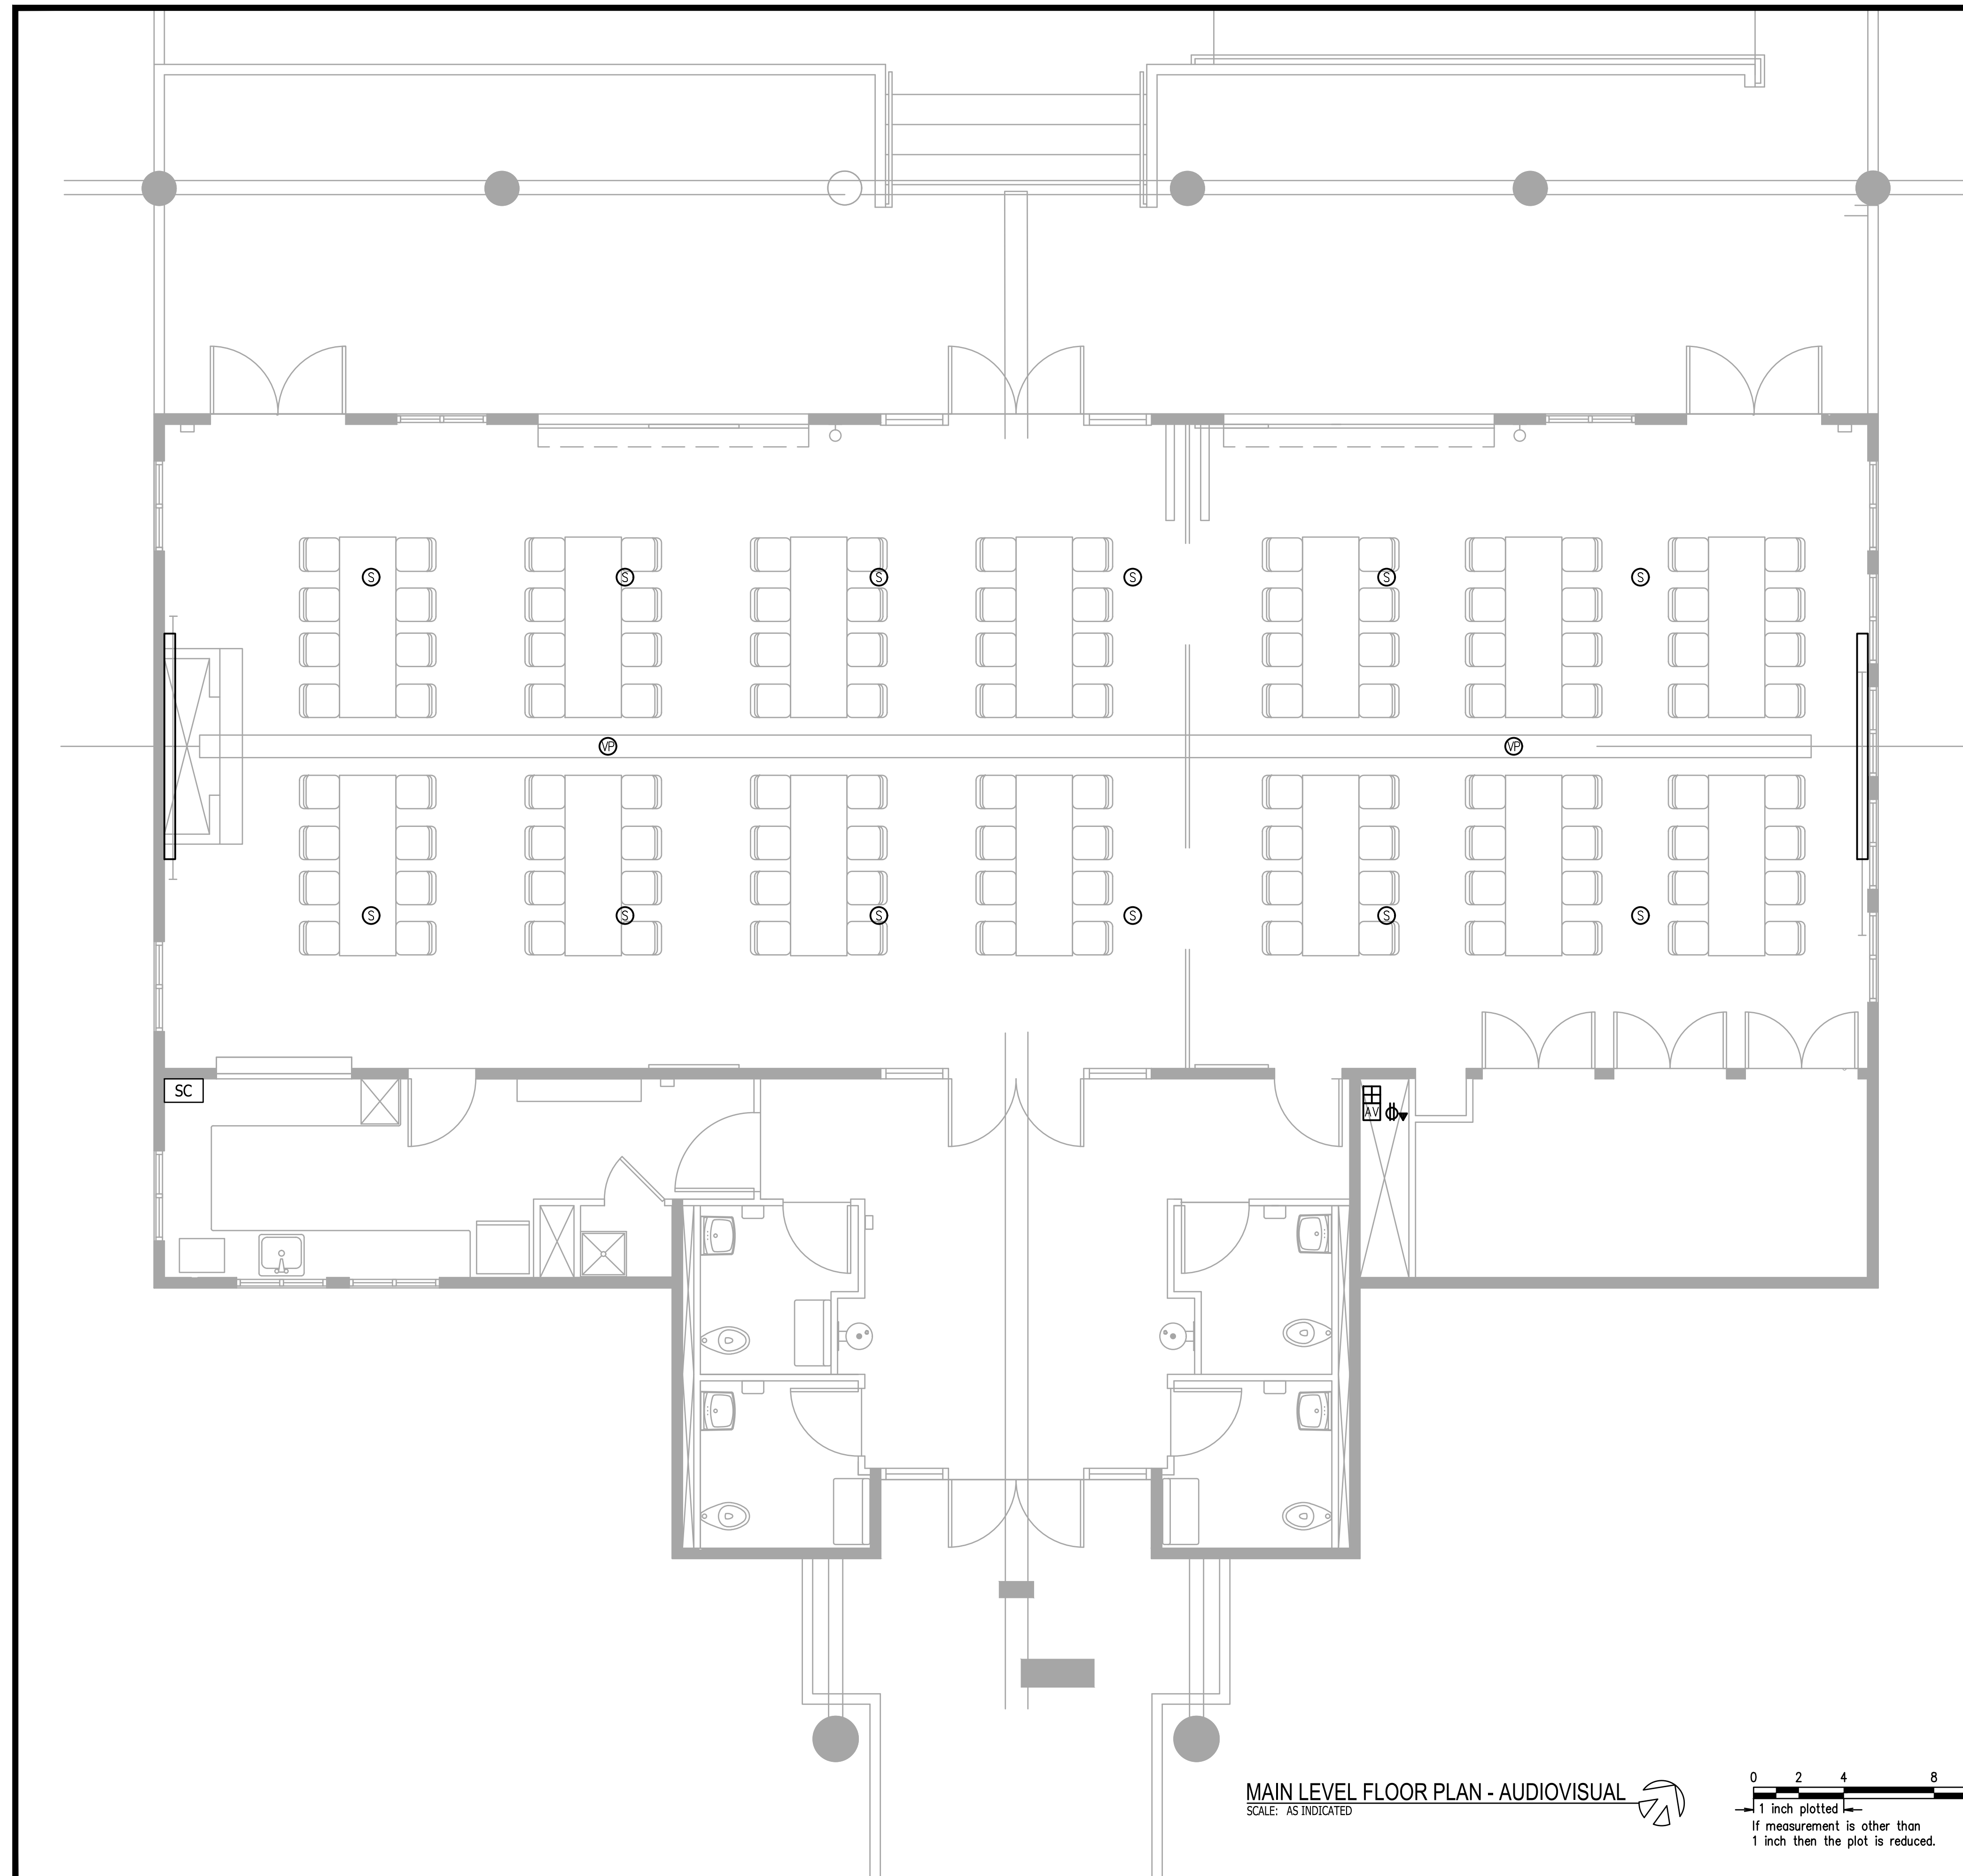 S S S S S S
VP VP
S S S S S S
SC
AV
MAIN LEVEL FLOOR PLAN - AUDIOVISUAL
SCALE: AS INDICATED
0 2 4 8
1 inch plotted
If measurement is other than
1 inch then the plot is reduced.